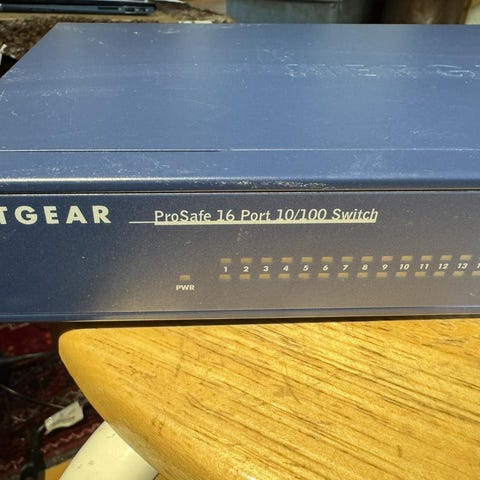 TGEAR ProSafe 16 Port 10/100 Switch
1 2 3 4 5 6 7 8 9 10 11 12 13
PWR